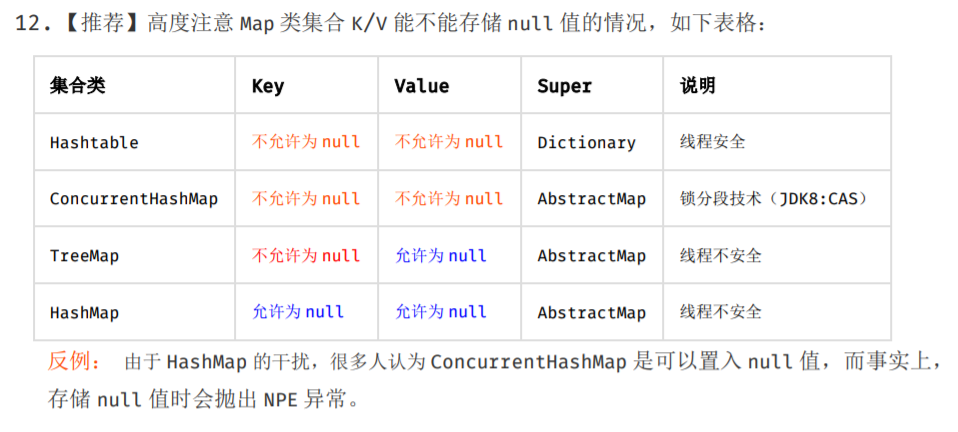 12.【推荐】高度注意 Map 类集合 K/V 能不能存储 null 值的情况，如下表格：
集合类 Key Value Super 说明
Hashtable 不允许为 null 不允许为 null Dictionary 线程安全
ConcurrentHashMap 不允许为 null 不允许为 null AbstractMap 锁分段技术（JDK8:CAS）
TreeMap 不允许为 null 允许为 null AbstractMap 线程不安全
HashMap 允许为 null 允许为 null AbstractMap 线程不安全
反例： 由于 HashMap 的干扰，很多人认为 ConcurrentHashMap 是可以置入 null 值，而事实上，
存储 null 值时会抛出 NPE 异常。